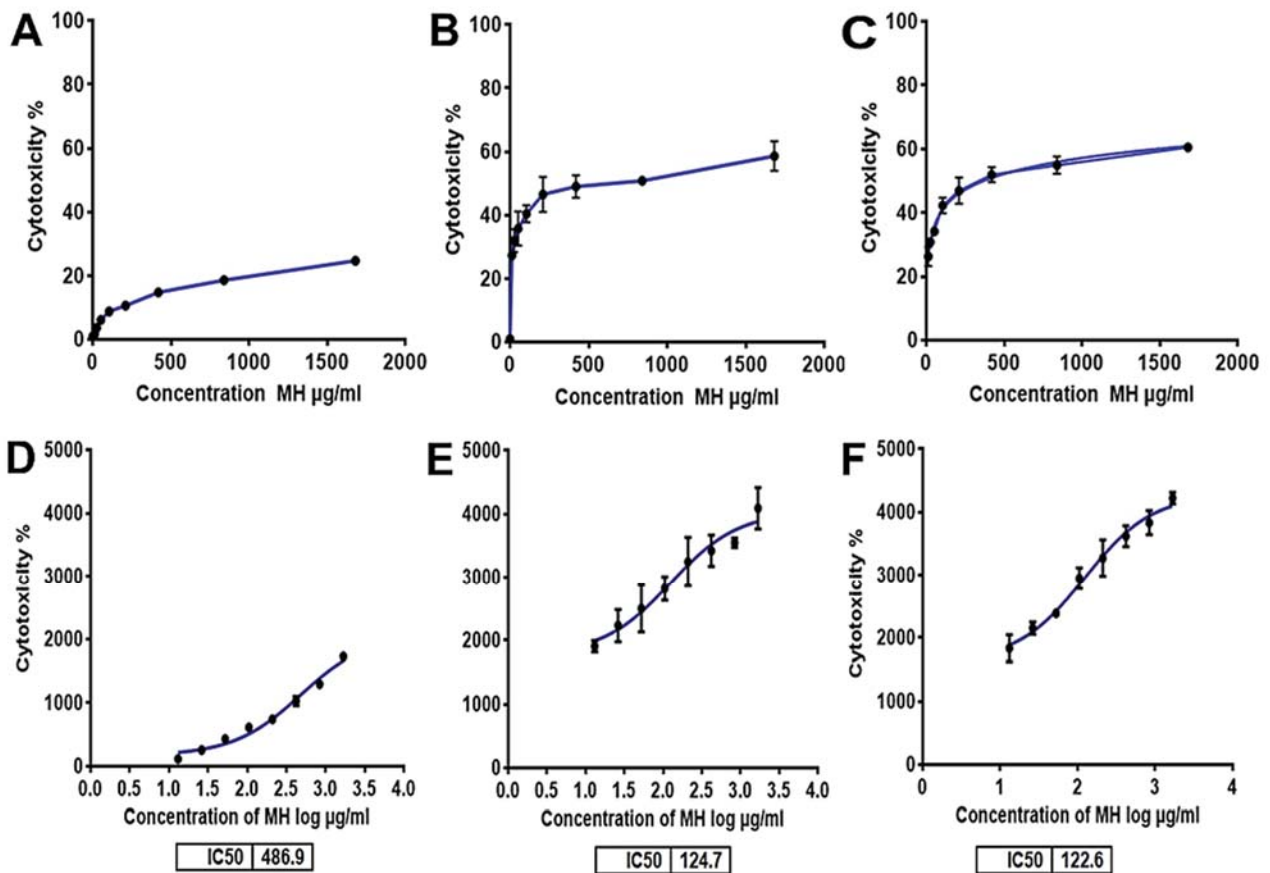 A
Cytotoxicity %
100
80
60
40
20
0
0 500 1000 1500 2000
Concentration MH µg/ml
B
Cytotoxicity %
100
80
60
40
20
0
0 500 1000 1500 2000
Concentration MH µg/ml
C
Cytotoxicity %
100
80
60
40
20
0
0 500 1000 1500 2000
Concentration MH µg/ml
D
Cytotoxicity %
5000
4000
3000
2000
1000
0
0.0 0.5 1.0 1.5 2.0 2.5 3.0 3.5 4.0
Concentration of MH log µg/ml
IC50 486.9
E
Cytotoxicity %
5000
4000
3000
2000
1000
0
0.0 0.5 1.0 1.5 2.0 2.5 3.0 3.5 4.0
Concentration of MH log µg/ml
IC50 124.7
F
Cytotoxicity %
5000
4000
3000
2000
1000
0
0 1 2 3 4
Concentration of MH log µg/ml
IC50 122.6